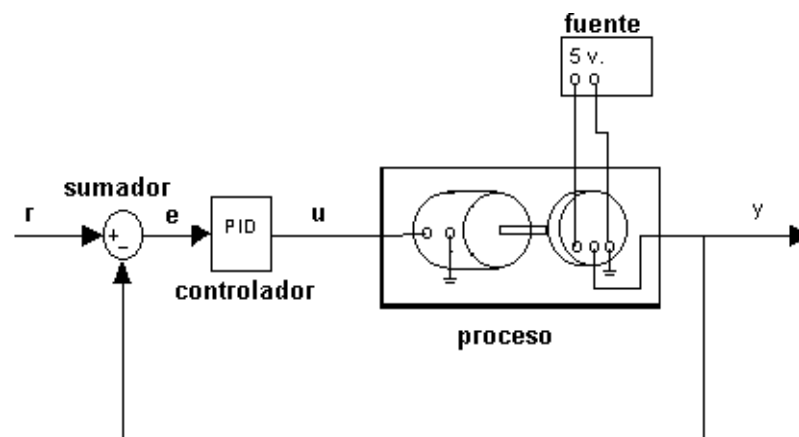 fuente
5 v.
sumador
r
+
-
e
PID
controlador
u
proceso
y